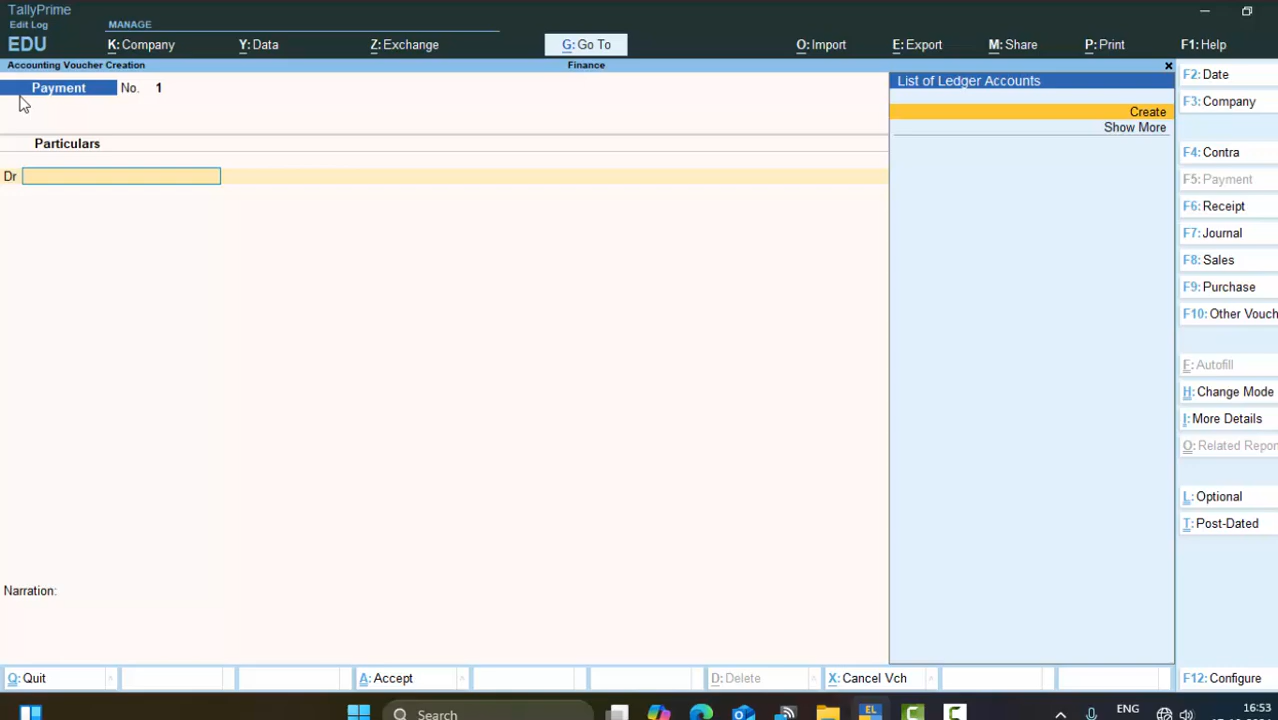 TallyPrime
Edit Log
EDU
MANAGE
K: Company
Y: Data
Z: Exchange
G: Go To
O: Import
E: Export
M: Share
P: Print
F1: Help
Accounting Voucher Creation
Finance
Payment No. 1
Particulars
Dr
Narration:
List of Ledger Accounts
Create
Show More
F2: Date
F3: Company
F4: Contra
F5: Payment
F6: Receipt
F7: Journal
F8: Sales
F9: Purchase
F10: Other Vouch
F: Autofill
H: Change Mode
I: More Details
O: Related Repor
L: Optional
T: Post-Dated
Q: Quit
A: Accept
D: Delete
X: Cancel Vch
F12: Configure
Search
EL
ENG
16:53